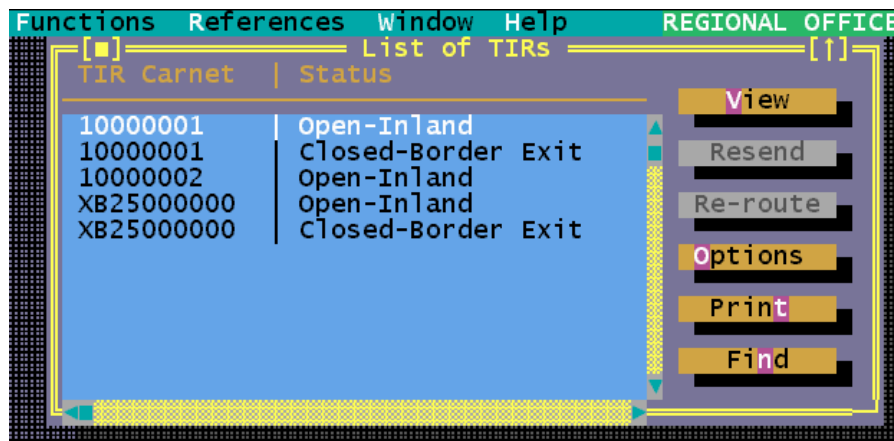 Functions References Window Help REGIONAL OFFICE
[■] List of TIRs [↑]
TIR Carnet | Status
10000001 | Open-Inland
10000001 | Closed-Border Exit
10000002 | Open-Inland
XB25000000 | Open-Inland
XB25000000 | Closed-Border Exit
View
Resend
Re-route
Options
Print
Find